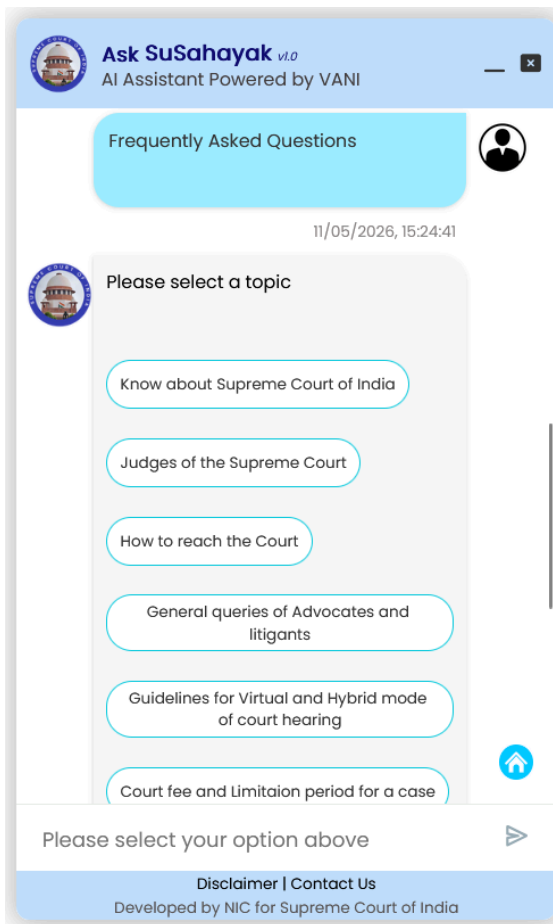 Ask SuSahayak v1.0
AI Assistant Powered by VANI
Frequently Asked Questions
11/05/2026, 15:24:41
Please select a topic
Know about Supreme Court of India
Judges of the Supreme Court
How to reach the Court
General queries of Advocates and
litigants
Guidelines for Virtual and Hybrid mode
of court hearing
Court fee and Limitaion period for a case
Please select your option above
Disclaimer | Contact Us
Developed by NIC for Supreme Court of India